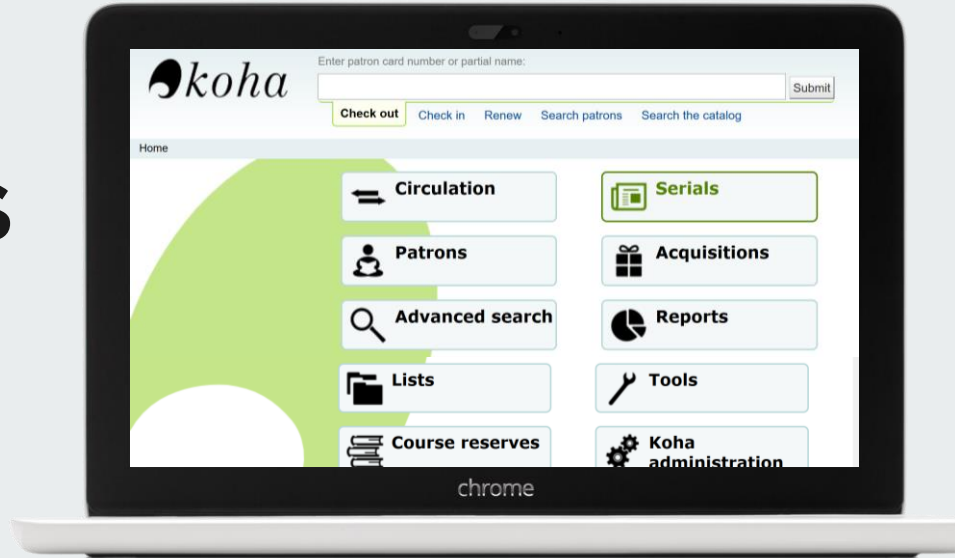 koha
Enter patron card number or partial name:
Submit
Check out Check in Renew Search patrons Search the catalog
Home
Circulation Serials
Patrons Acquisitions
Advanced search Reports
Lists Tools
Course reserves Koha administration
chrome